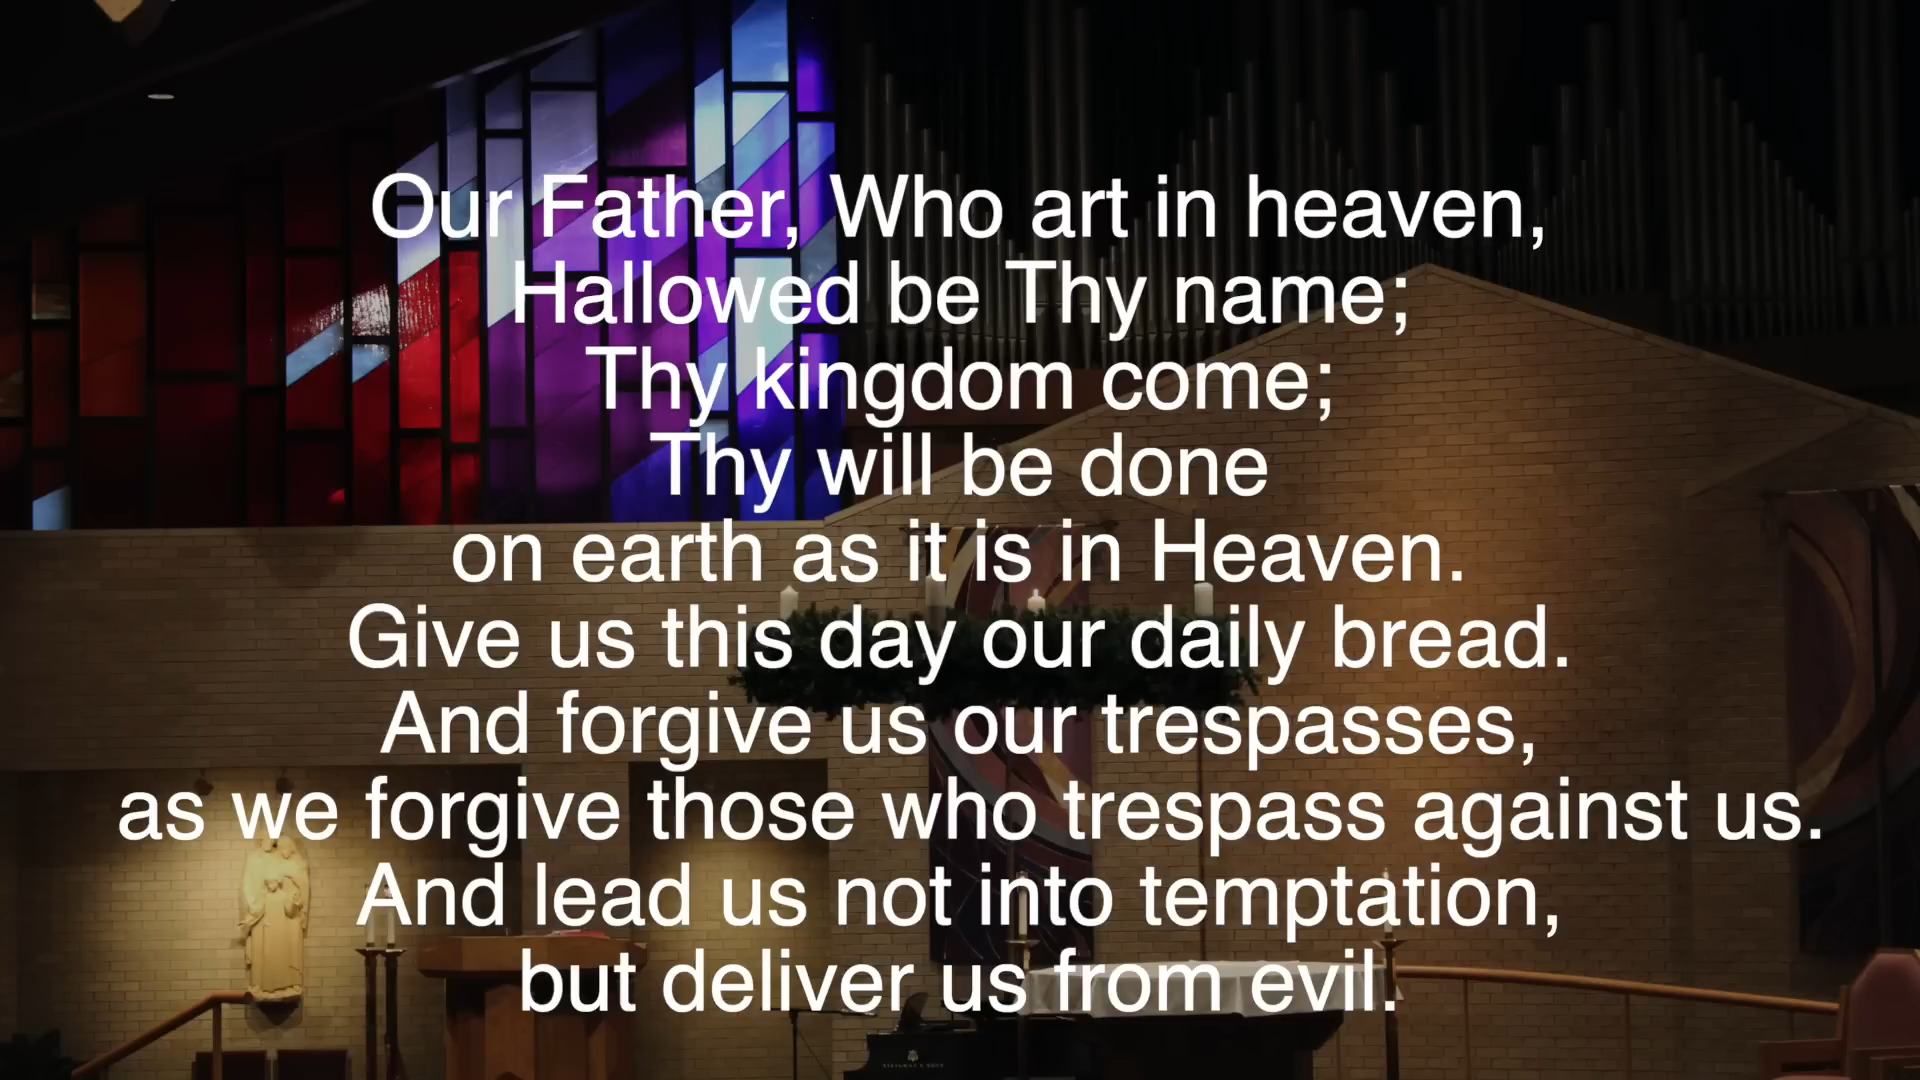 Our Father, Who art in heaven,
Hallowed be Thy name;
Thy kingdom come;
Thy will be done
on earth as it is in Heaven.
Give us this day our daily bread.
And forgive us our trespasses,
as we forgive those who trespass against us.
And lead us not into temptation,
but deliver us from evil.
STEINWAY & SONS